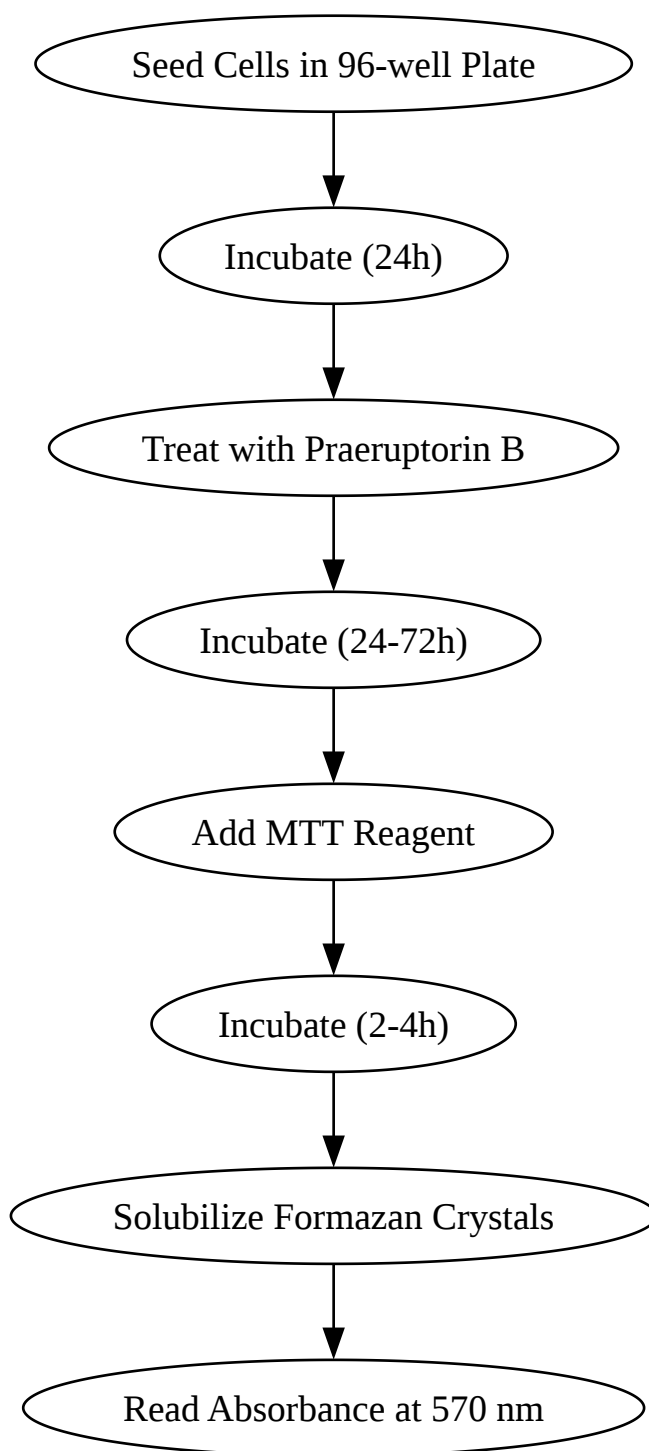 Seed Cells in 96-well Plate
Incubate (24h)
Treat with Praeruptorin B
Incubate (24-72h)
Add MTT Reagent
Incubate (2-4h)
Solubilize Formazan Crystals
Read Absorbance at 570 nm